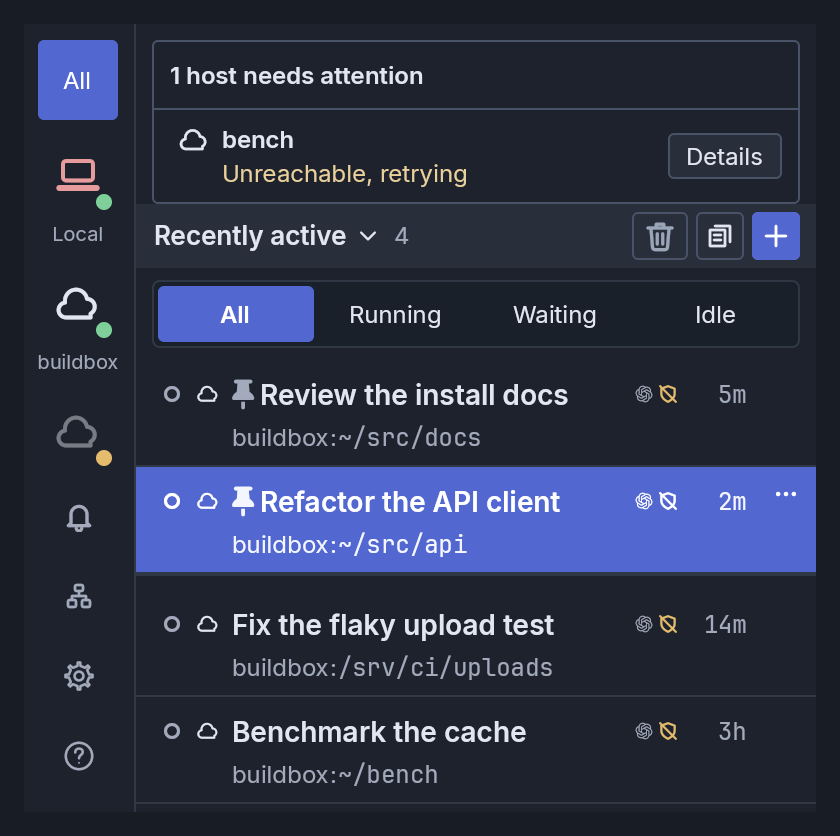 All
Local
buildbox
1 host needs attention
bench
Unreachable, retrying
Details
Recently active 4
All Running Waiting Idle
Review the install docs 5m
buildbox:~/src/docs
Refactor the API client 2m
buildbox:~/src/api
Fix the flaky upload test 14m
buildbox:/srv/ci/uploads
Benchmark the cache 3h
buildbox:~/bench